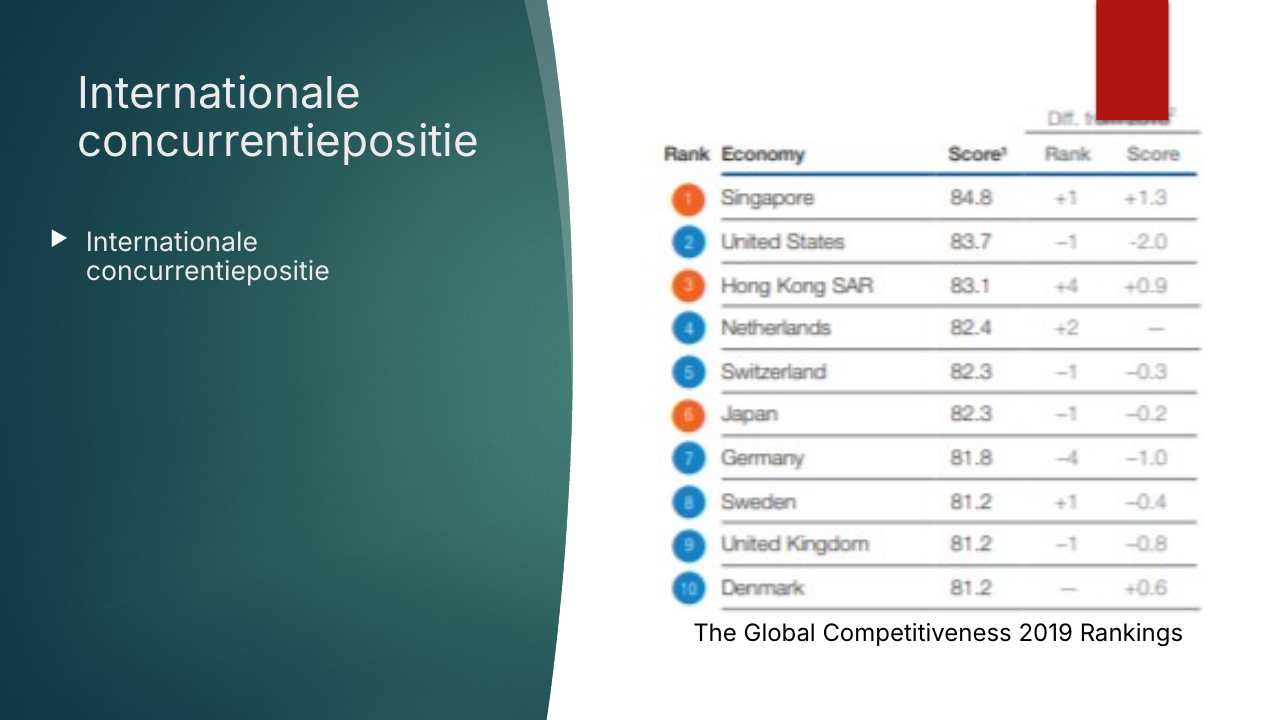 Internationale
concurrentiepositie
▶ Internationale
concurrentiepositie
Diff.
Rank Economy Score¹ Rank Score
1 Singapore 84.8 +1 +1.3
2 United States 83.7 –1 -2.0
3 Hong Kong SAR 83.1 +4 +0.9
4 Netherlands 82.4 +2 —
5 Switzerland 82.3 –1 –0.3
6 Japan 82.3 –1 –0.2
7 Germany 81.8 –4 –1.0
8 Sweden 81.2 +1 –0.4
9 United Kingdom 81.2 –1 –0.8
10 Denmark 81.2 — +0.6
The Global Competitiveness 2019 Rankings